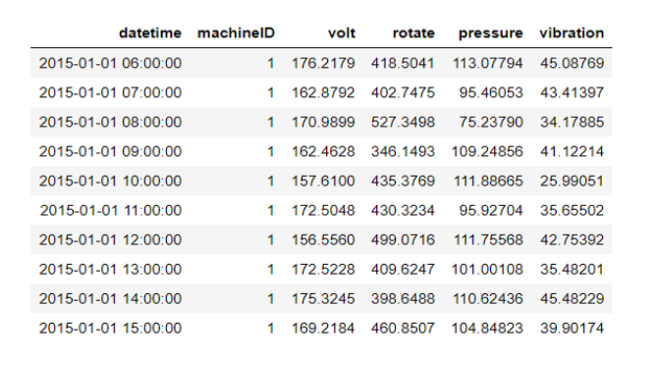 datetime machineID volt rotate pressure vibration
2015-01-01 06:00:00 1 176.2179 418.5041 113.07794 45.08769
2015-01-01 07:00:00 1 162.8792 402.7475 95.46053 43.41397
2015-01-01 08:00:00 1 170.9899 527.3498 75.23790 34.17885
2015-01-01 09:00:00 1 162.4628 346.1493 109.24856 41.12214
2015-01-01 10:00:00 1 157.6100 435.3769 111.88665 25.99051
2015-01-01 11:00:00 1 172.5048 430.3234 95.92704 35.65502
2015-01-01 12:00:00 1 156.5560 499.0716 111.75568 42.75392
2015-01-01 13:00:00 1 172.5228 409.6247 101.00108 35.48201
2015-01-01 14:00:00 1 175.3245 398.6488 110.62436 45.48229
2015-01-01 15:00:00 1 169.2184 460.8507 104.84823 39.90174